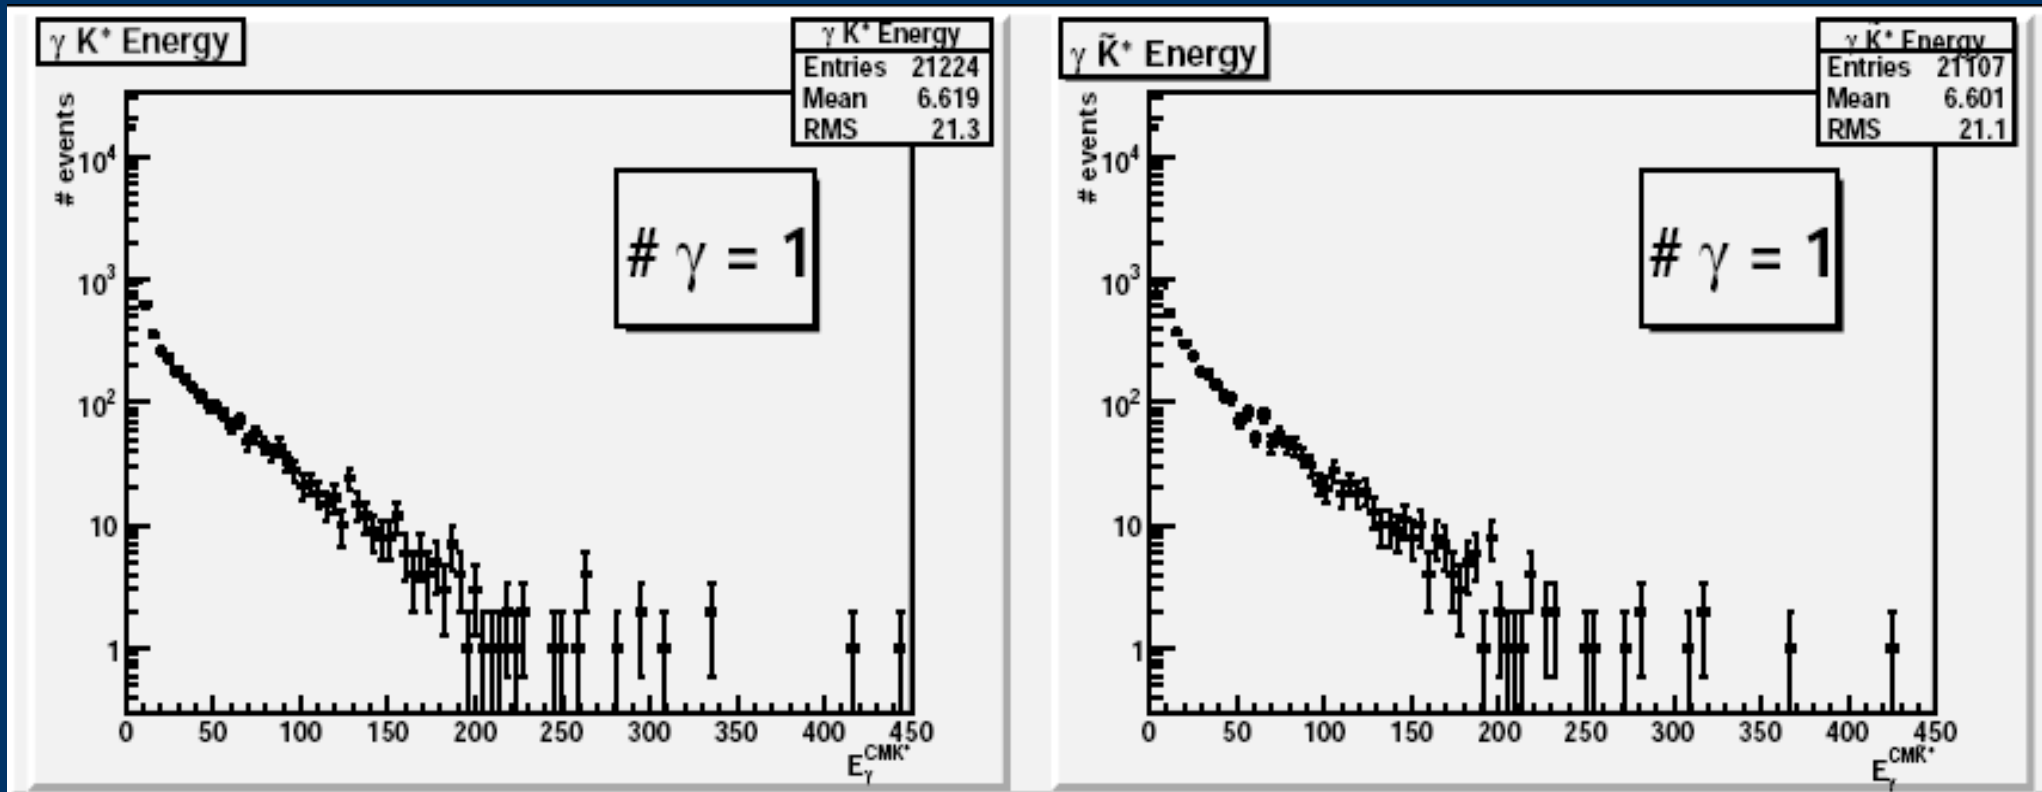 γ K* Energy
γ K* Energy
Entries 21224
Mean 6.619
RMS 21.3
# events
10⁴
10³
10²
10
1
# γ = 1
0 50 100 150 200 250 300 350 400 450
E_γ^CMK*
γ K̃* Energy
γ K̃* Energy
Entries 21107
Mean 6.601
RMS 21.1
# events
10⁴
10³
10²
10
1
# γ = 1
0 50 100 150 200 250 300 350 400 450
E_γ^CMK̃*